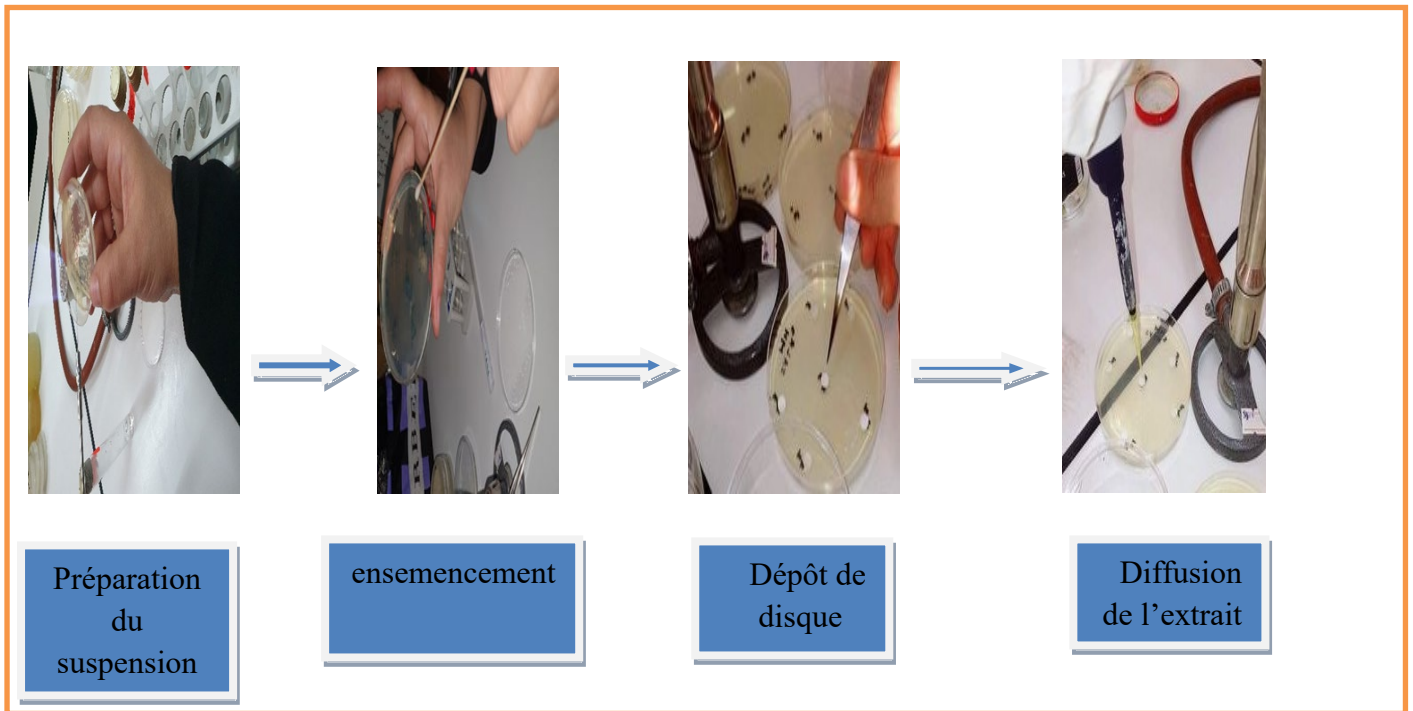 Préparation
du
suspension
ensemencement
Dépôt de
disque
Diffusion
de l’extrait